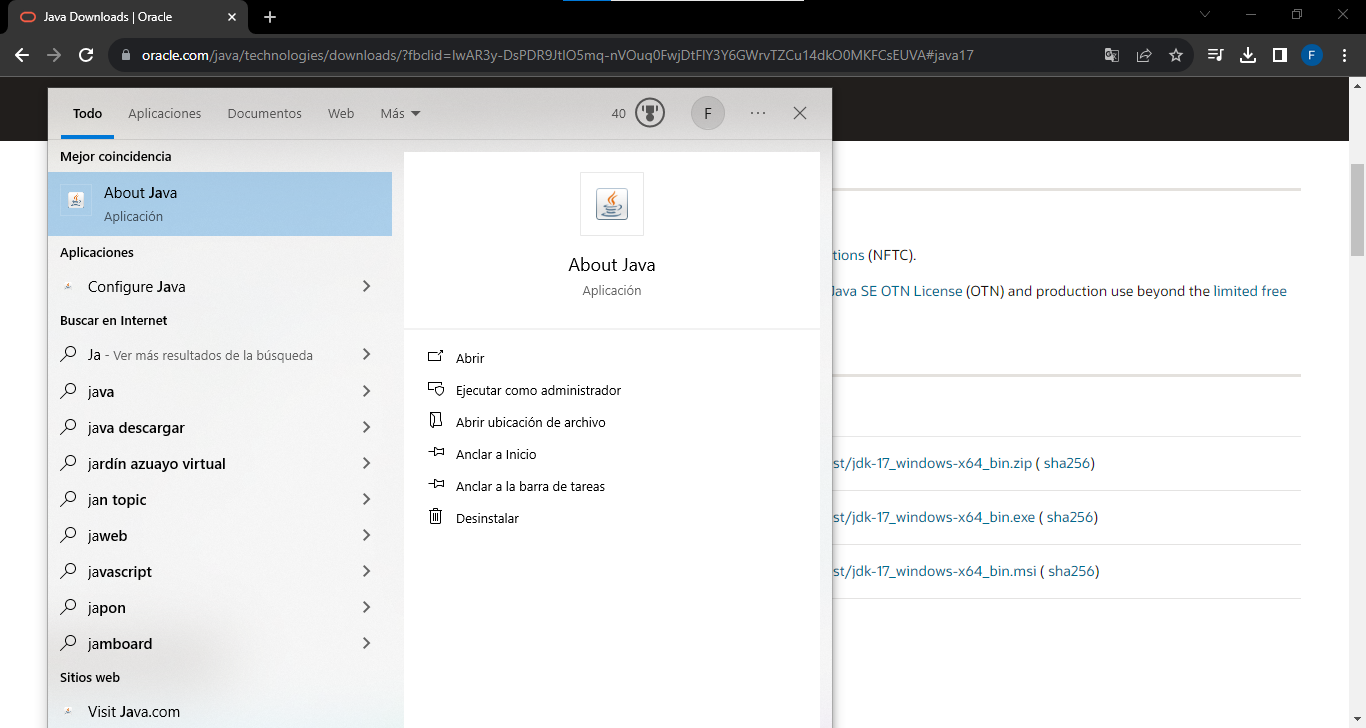 Java Downloads | Oracle
oracle.com/java/technologies/downloads/?fbclid=IwAR3y-DsPDR9JtIO5mq-nVOuq0FwjDtFlY3Y6GWrvTZCu14dkO0MKFCsEUVA#java17
F
Todo
Aplicaciones
Documentos
Web
Más
40
F
Mejor coincidencia
About Java
Aplicación
Aplicaciones
Configure Java
Buscar en Internet
Ja - Ver más resultados de la búsqueda
java
java descargar
jardín azuayo virtual
jan topic
jaweb
javascript
japon
jamboard
Sitios web
Visit Java.com
About Java
Aplicación
Abrir
Ejecutar como administrador
Abrir ubicación de archivo
Anclar a Inicio
Anclar a la barra de tareas
Desinstalar
tions (NFTC).
Java SE OTN License (OTN) and production use beyond the limited free
st/jdk-17_windows-x64_bin.zip ( sha256)
st/jdk-17_windows-x64_bin.exe ( sha256)
st/jdk-17_windows-x64_bin.msi ( sha256)